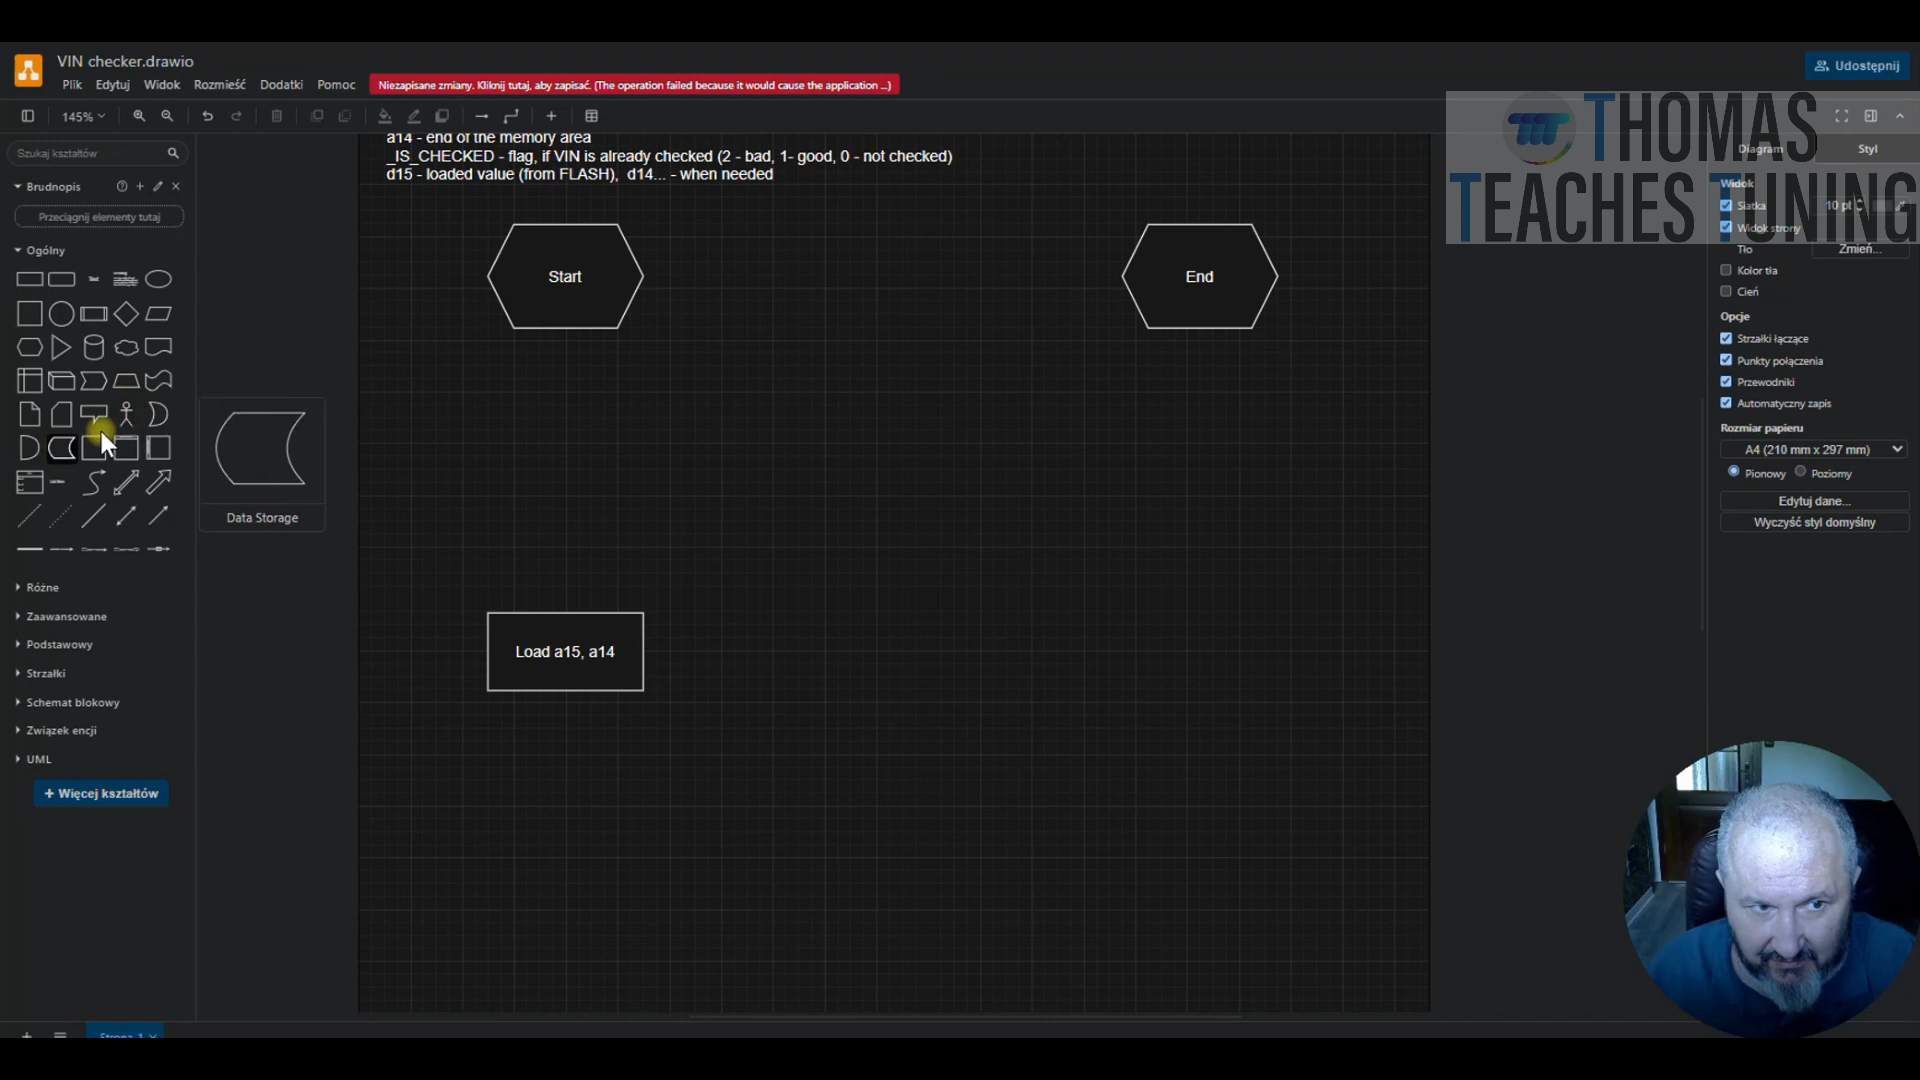 VIN checker.drawio
Udostępnij
Plik Edytuj Widok Rozmieść Dodatki Pomoc
Niezapisane zmiany. Kliknij tutaj, aby zapisać. (The operation failed because it would cause the application ...)
145%
THOMAS
TEACHES TUNING
Szukaj kształtów
Brudnopis
Przeciągnij elementy tutaj
Ogólny
Data Storage
Różne
Zaawansowane
Podstawowy
Strzałki
Schemat blokowy
Związek encji
UML
+ Więcej kształtów
Strona-1
a14 - end of the memory area
_IS_CHECKED - flag, if VIN is already checked (2 - bad, 1- good, 0 - not checked)
d15 - loaded value (from FLASH), d14... - when needed
Start
End
Load a15, a14
Diagram
Styl
Widok
Siatka
10 pt
Widok strony
Tło
Zmień...
Kolor tła
Cień
Opcje
Strzałki łączące
Punkty połączenia
Przewodniki
Automatyczny zapis
Rozmiar papieru
A4 (210 mm x 297 mm)
Pionowy Poziomy
Edytuj dane...
Wyczyść styl domyślny